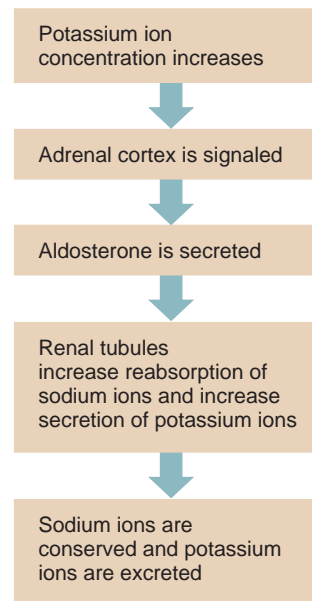 Potassium ion
concentration increases
Adrenal cortex is signaled
Aldosterone is secreted
Renal tubules
increase reabsorption of
sodium ions and increase
secretion of potassium ions
Sodium ions are
conserved and potassium
ions are excreted